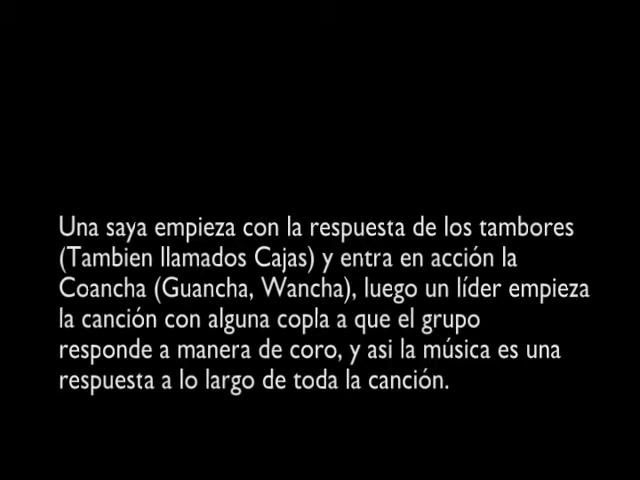 Una saya empieza con la respuesta de los tambores
(Tambien llamados Cajas) y entra en acción la
Coancha (Guancha, Wancha), luego un líder empieza
la canción con alguna copla a que el grupo
responde a manera de coro, y asi la música es una
respuesta a lo largo de toda la canción.